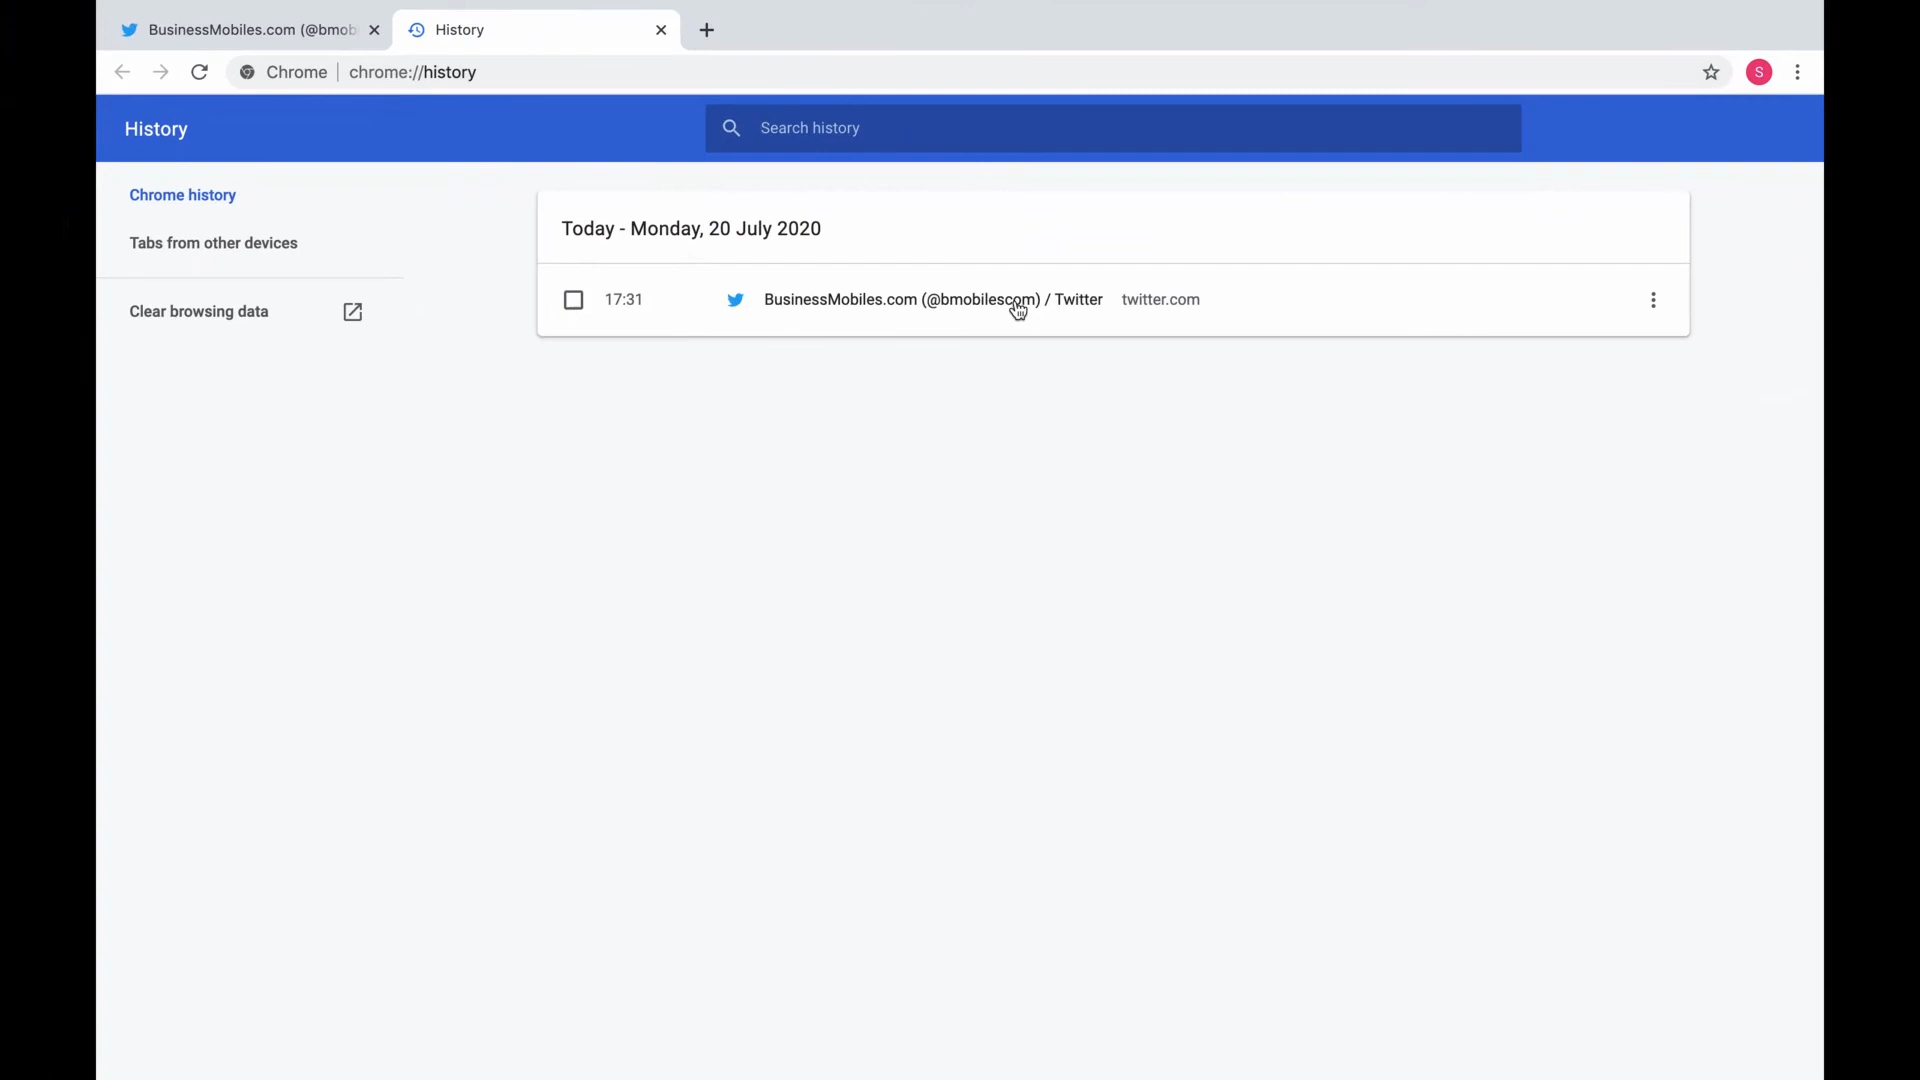 BusinessMobiles.com (@bmob
History
Chrome
chrome://history
S
History
Search history
Chrome history
Tabs from other devices
Clear browsing data
Today - Monday, 20 July 2020
17:31 BusinessMobiles.com (@bmobilescom) / Twitter twitter.com